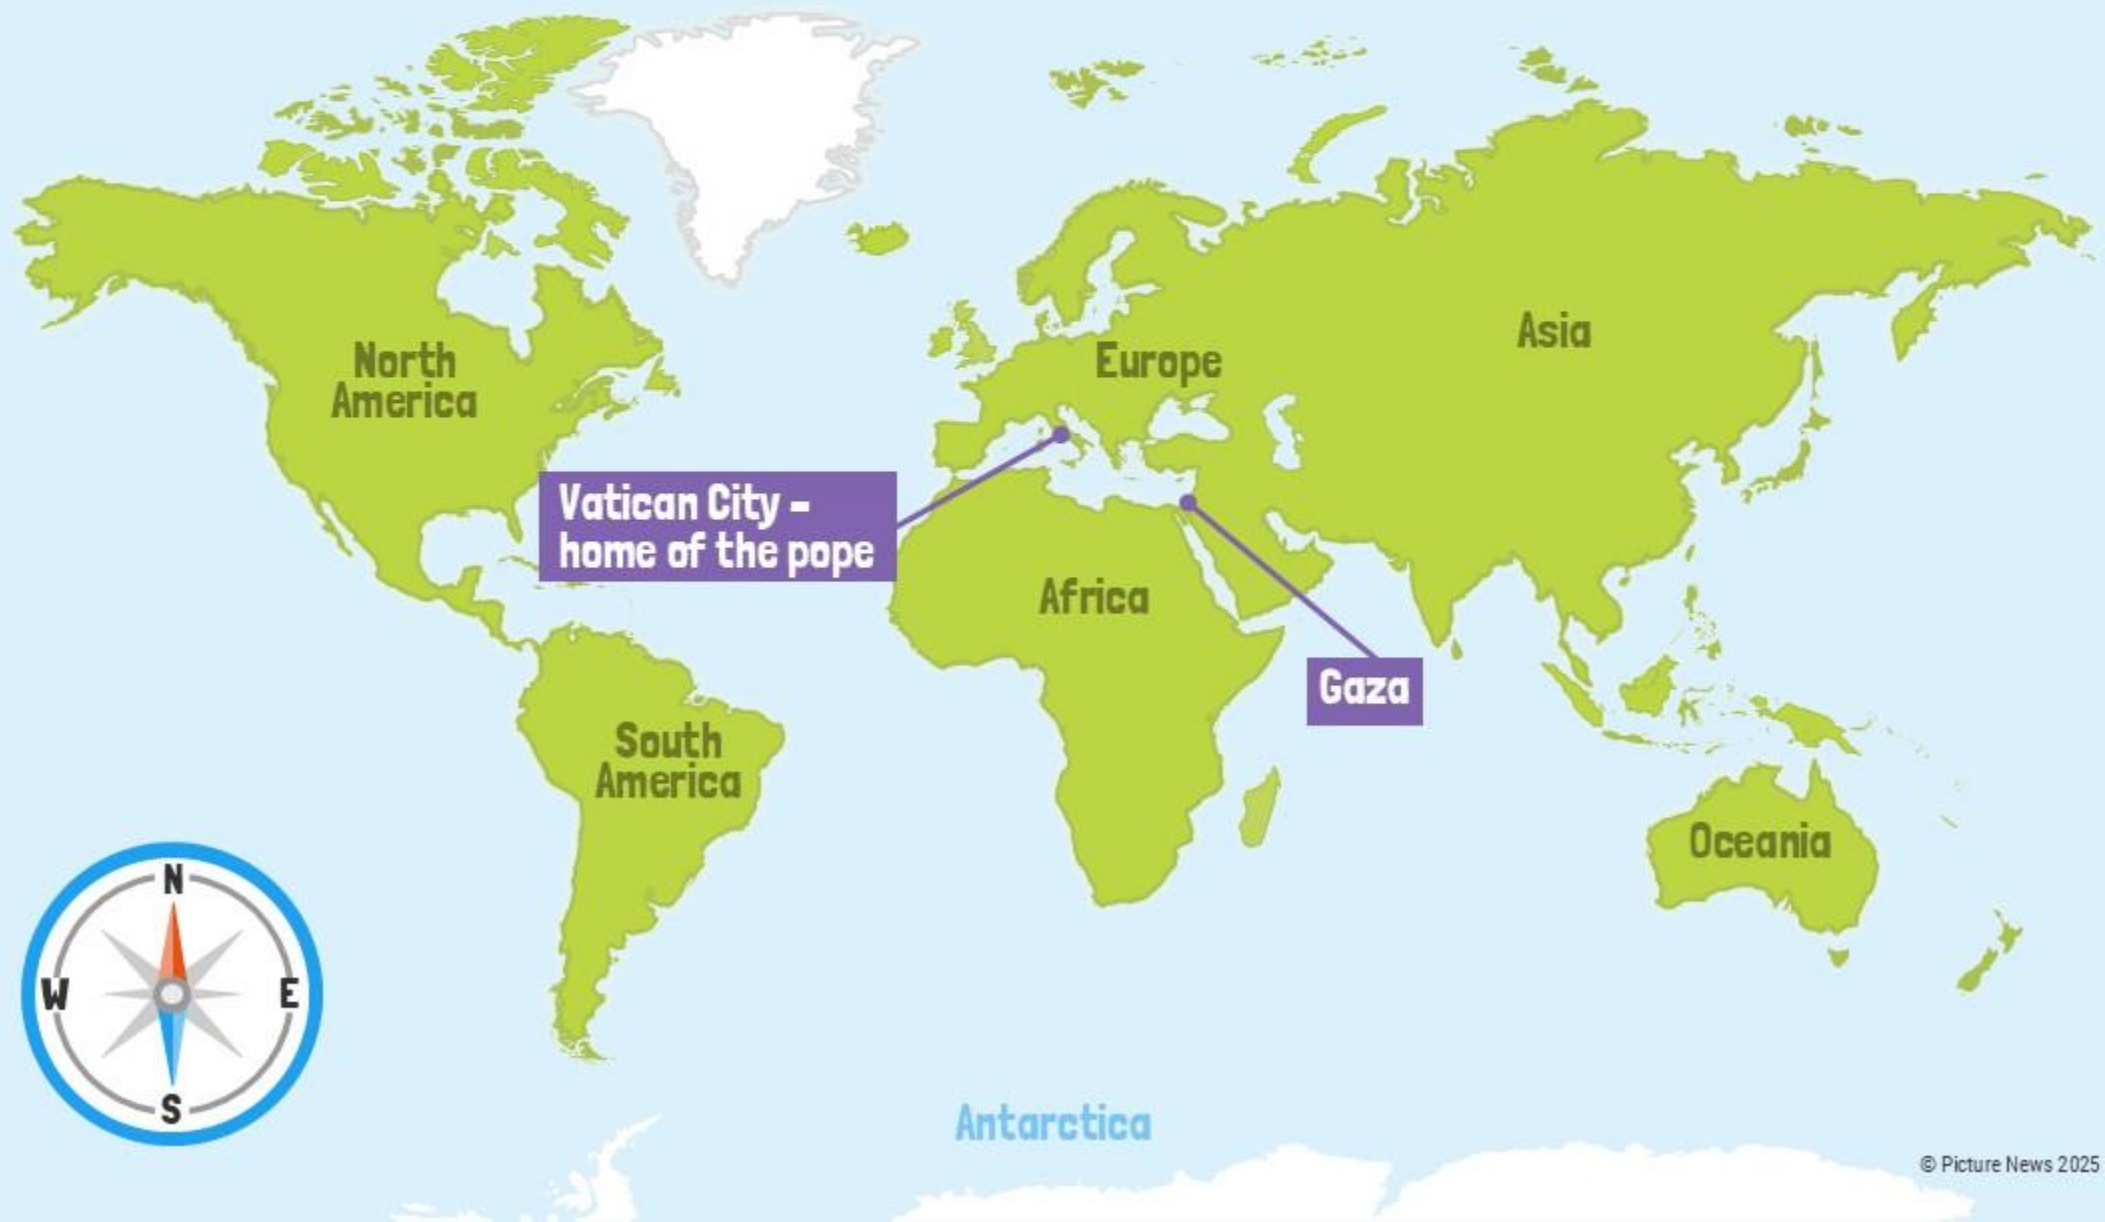 North
America
Europe
Asia
Vatican City -
home of the pope
Africa
Gaza
South
America
Oceania
N
W
E
S
Antarctica
© Picture News 2025